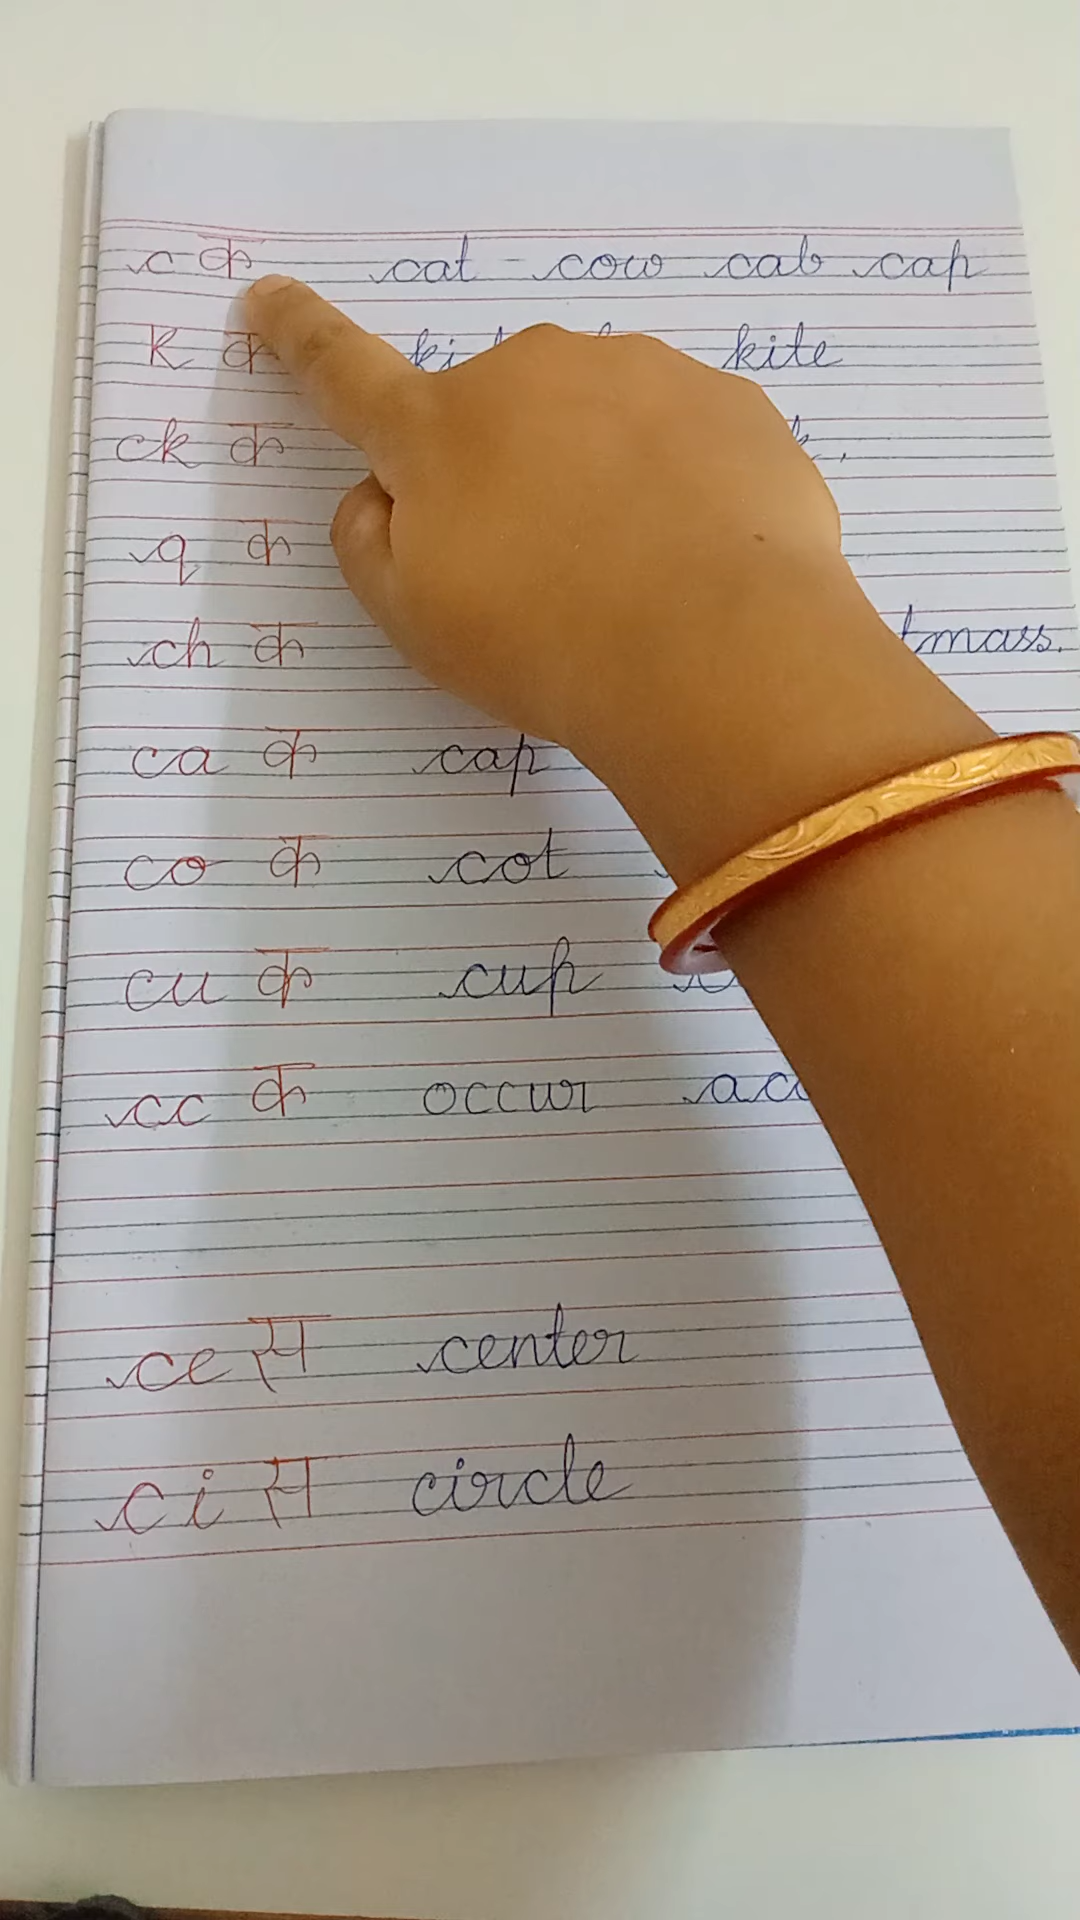 c क cat cow cab cap
k क kite
ck क
q क
ch क
ca क cap
co क cot
cu क cup
cc क occur
ce स center
ci स circle